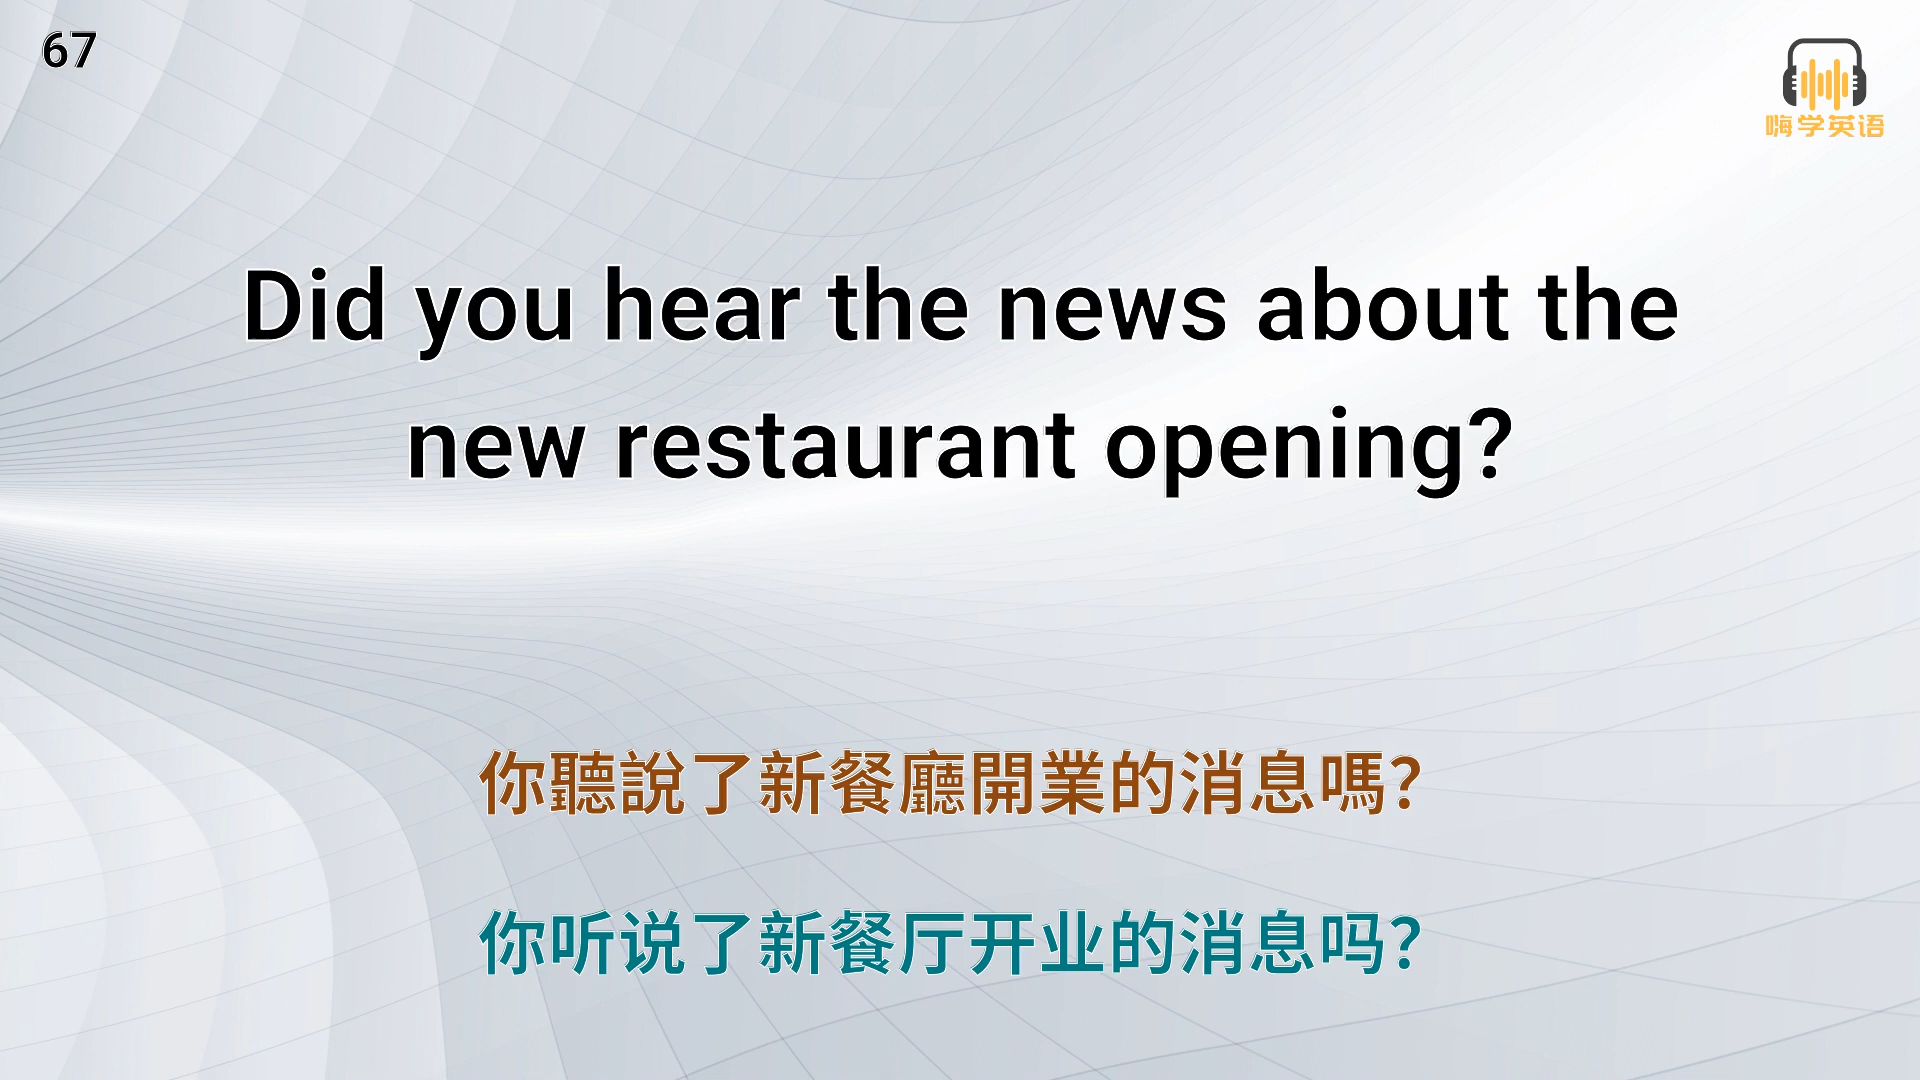 67
嗨学英语
Did you hear the news about the
new restaurant opening?
你聽說了新餐廳開業的消息嗎?
你听说了新餐厅开业的消息吗?